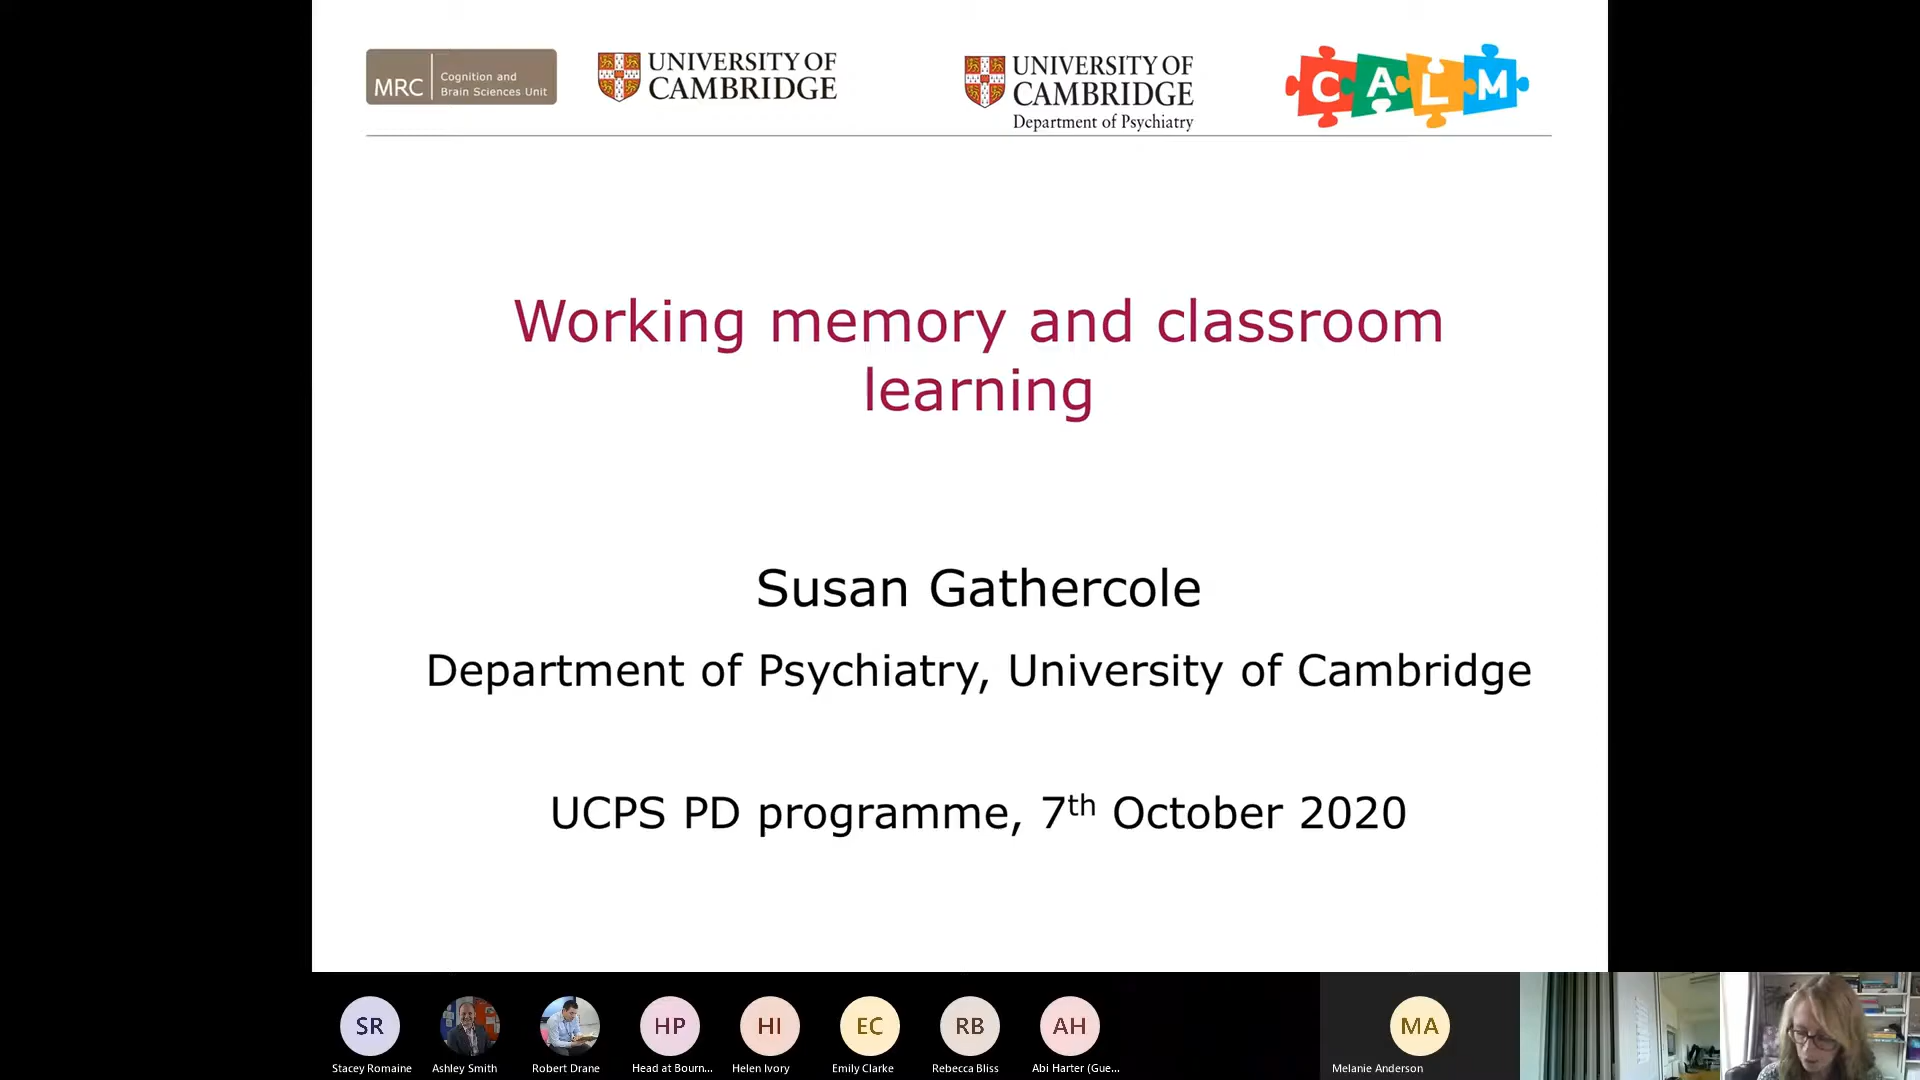 MRC
Cognition and
Brain Sciences Unit
UNIVERSITY OF
CAMBRIDGE
UNIVERSITY OF
CAMBRIDGE
Department of Psychiatry
CALM
Working memory and classroom
learning
Susan Gathercole
Department of Psychiatry, University of Cambridge
UCPS PD programme, 7th October 2020
SR
HP
HI
EC
RB
AH
MA
Stacey Romaine
Ashley Smith
Robert Drane
Head at Bourn...
Helen Ivory
Emily Clarke
Rebecca Bliss
Abi Harter (Gue...
Melanie Anderson